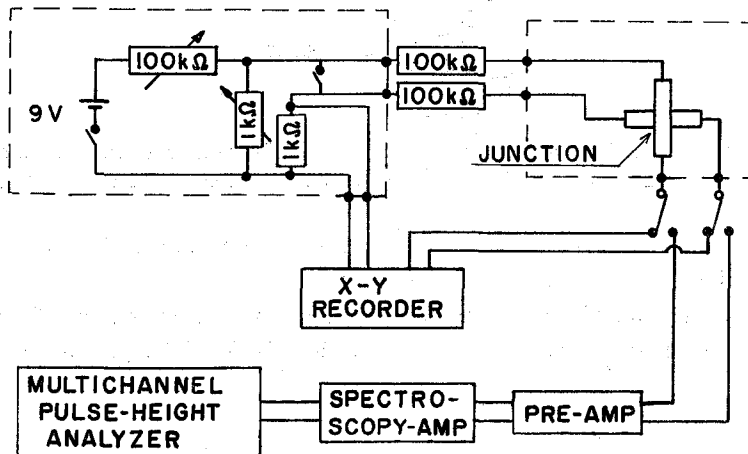 100kΩ
9V
1kΩ
1kΩ
100kΩ
100kΩ
JUNCTION
X-Y
RECORDER
MULTICHANNEL
PULSE-HEIGHT
ANALYZER
SPECTRO-
SCOPY-AMP
PRE-AMP